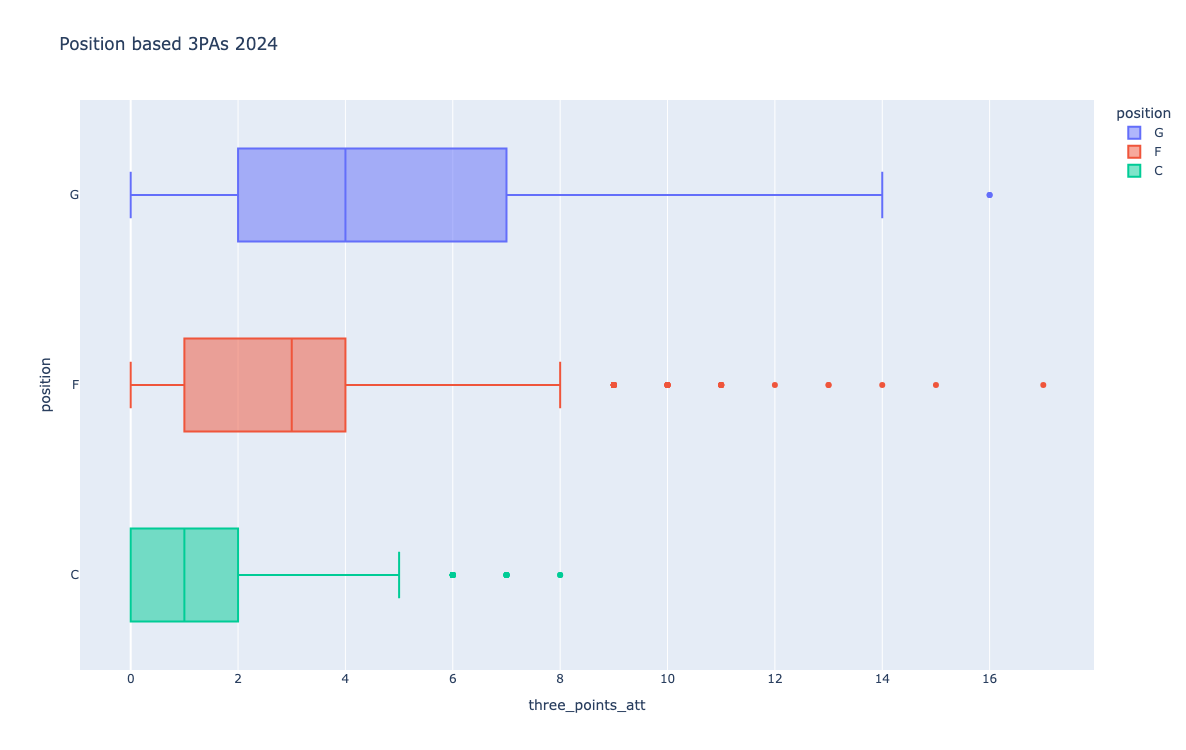 Position based 3PAs 2024
position
G
F
C
G
F
C
position
0 2 4 6 8 10 12 14 16
three_points_att